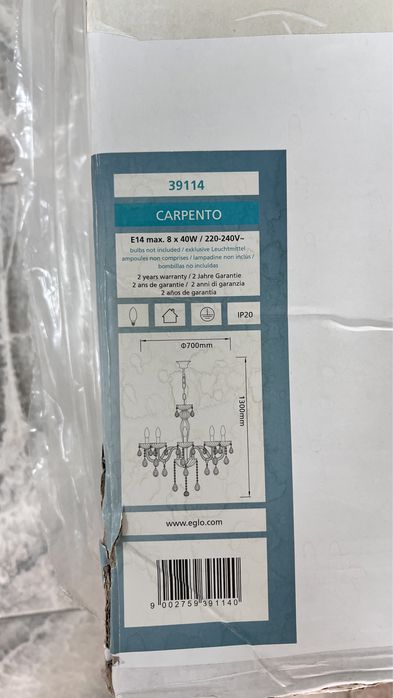 39114
CARPENTO
E14 max. 8 x 40W / 220-240V~
bulbs not included / exklusive Leuchtmittel
ampoules non comprises / lampadine non inclus /
bombillas no incluidas
2 years warranty / 2 Jahre Garantie
2 ans de garantie / 2 anni di garanzia
2 años de garantía
IP20
Φ700mm
1300mm
www.eglo.com
9 002759 391140